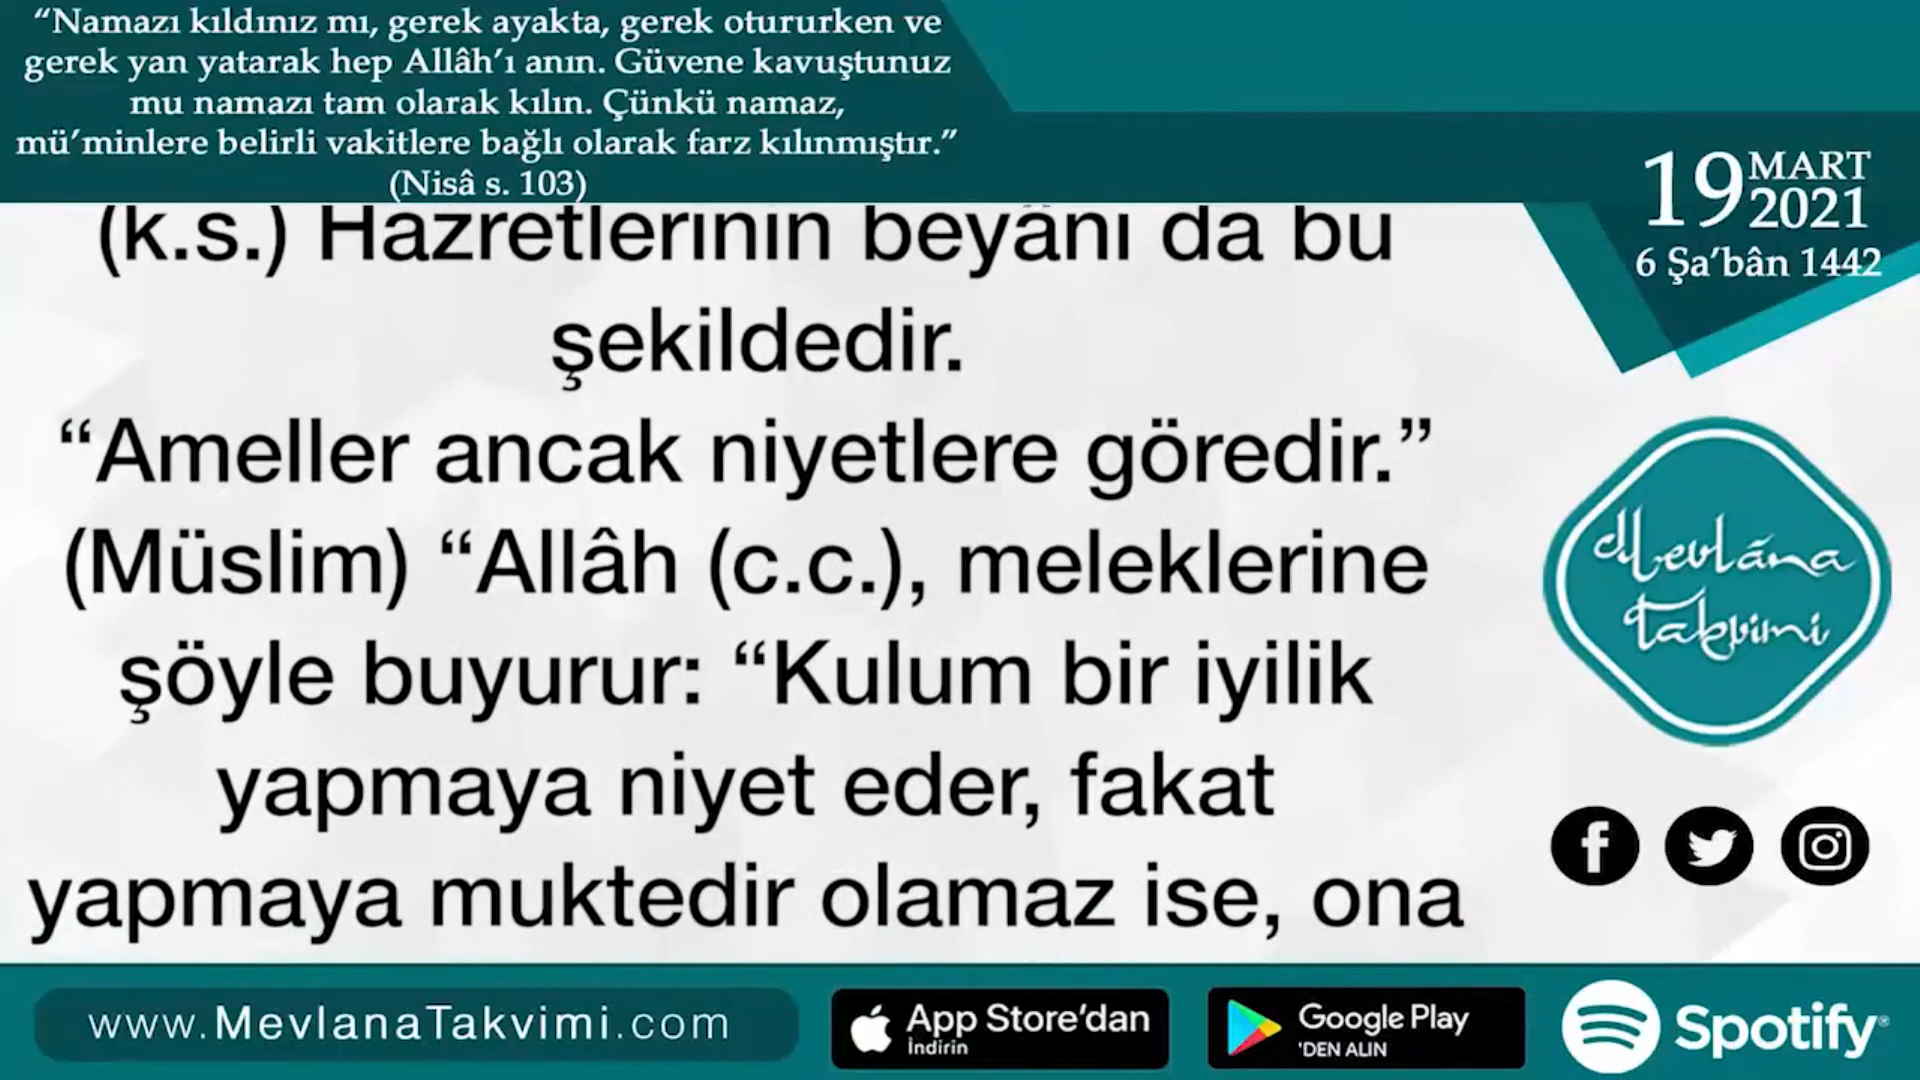 “Namazı kıldınız mı, gerek ayakta, gerek otururken ve
gerek yan yatarak hep Allâh’ı anın. Güvene kavuştunuz
mu namazı tam olarak kılın. Çünkü namaz,
mü’minlere belirli vakitlere bağlı olarak farz kılınmıştır.”
(Nisâ s. 103)
19 MART
2021
6 Şa’bân 1442
(k.s.) Hazretlerinin beyânı da bu
şekildedir.
“Ameller ancak niyetlere göredir.”
(Müslim) “Allâh (c.c.), meleklerine
şöyle buyurur: “Kulum bir iyilik
yapmaya niyet eder, fakat
yapmaya muktedir olamaz ise, ona
Mevlâna
Takvimi
www.MevlanaTakvimi.com
App Store’dan
İndirin
Google Play
’DEN ALIN
Spotify®